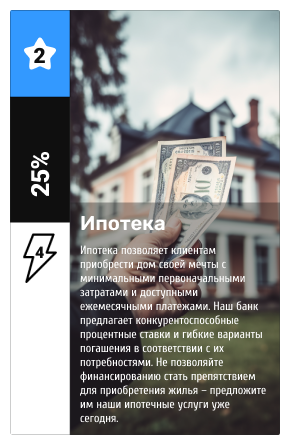 2
25%
4
Ипотека
Ипотека позволяет клиентам
приобрести дом своей мечты с
минимальными первоначальными
затратами и доступными
ежемесячными платежами. Наш банк
предлагает конкурентоспособные
процентные ставки и гибкие варианты
погашения в соответствии с их
потребностями. Не позволяйте
финансированию стать препятствием
для приобретения жилья – предложите
им наши ипотечные услуги уже
сегодня.